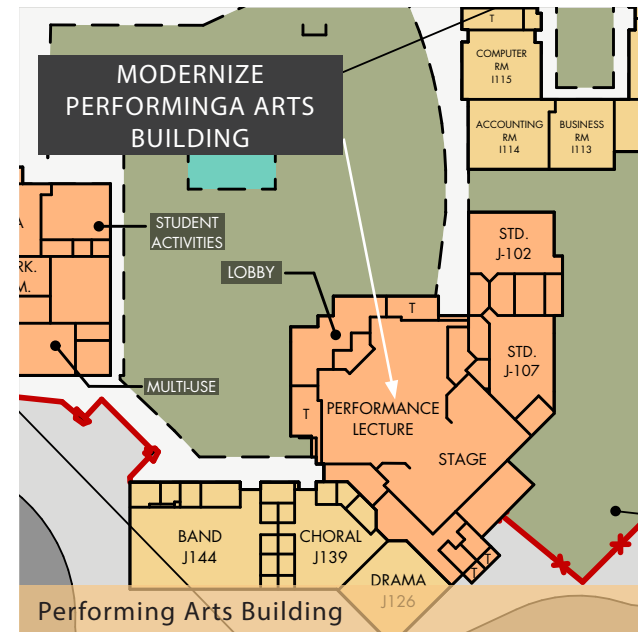 T
COMPUTER
RM
I115
MODERNIZE
PERFORMINGA ARTS
BUILDING
ACCOUNTING
RM
I114
BUSINESS
RM
I113
STUDENT
ACTIVITIES
A
RK.
M.
STD.
J-102
LOBBY
T
STD.
J-107
MULTI-USE
T
PERFORMANCE
LECTURE
STAGE
BAND
J144
CHORAL
J139
T
T
DRAMA
J126
Performing Arts Building